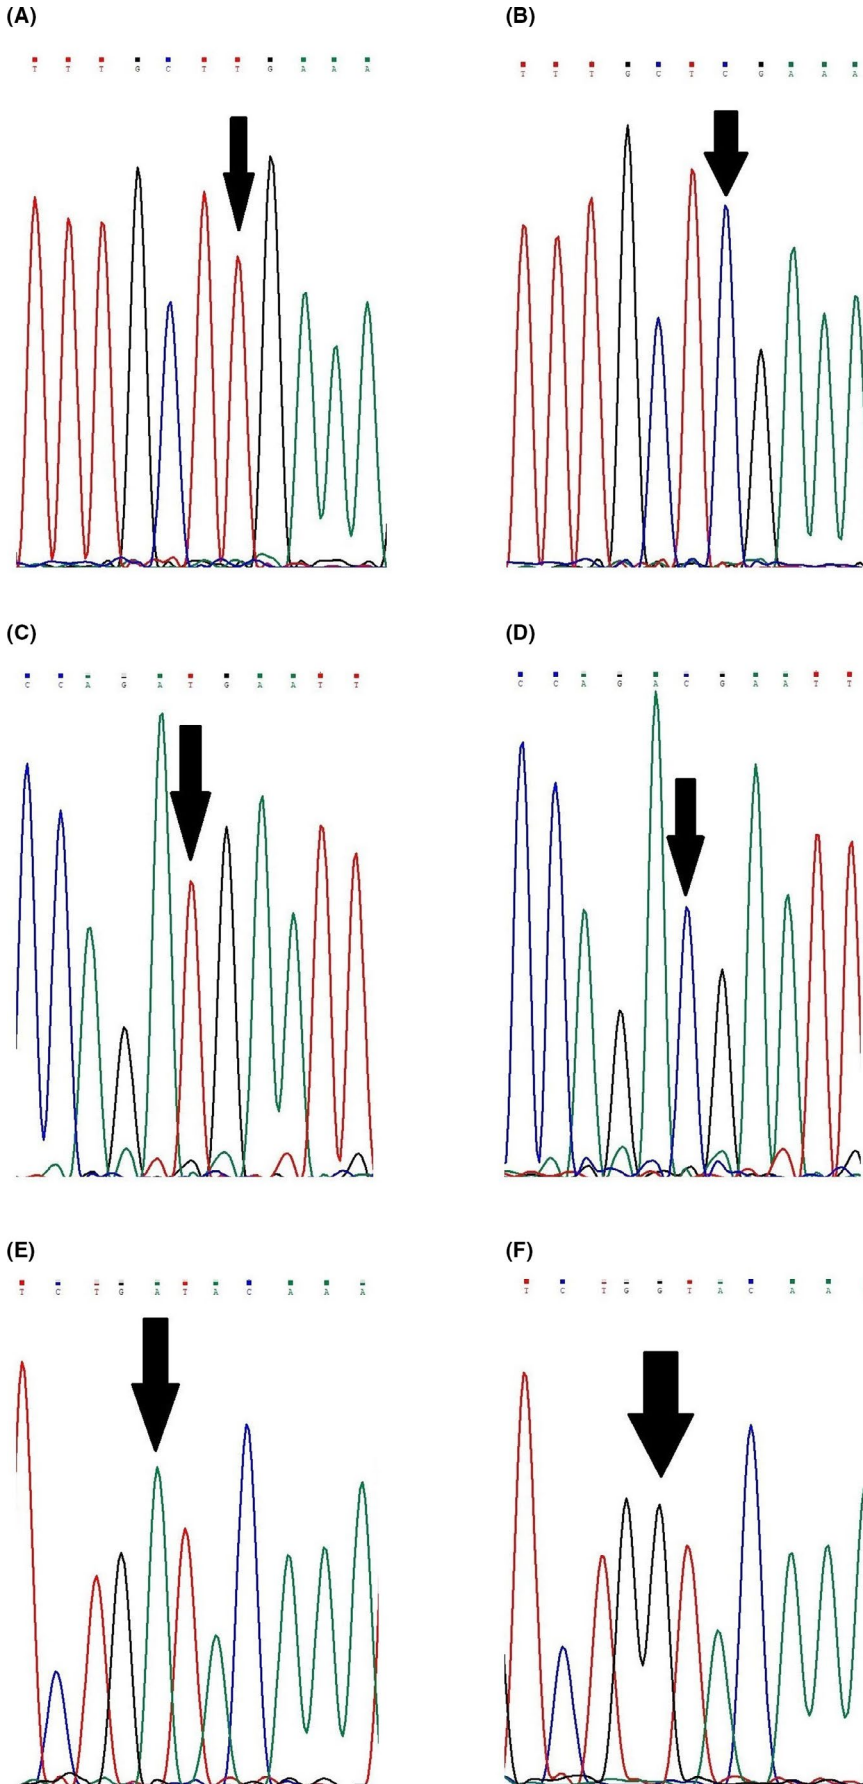 (A)
T T T G C T T G A A A
(B)
T T T G C T C G A A A
(C)
C C A G A T G A A T T
(D)
C C A G A C G A A T T
(E)
T C T G A T A C A A A
(F)
T C T G G T A C A A